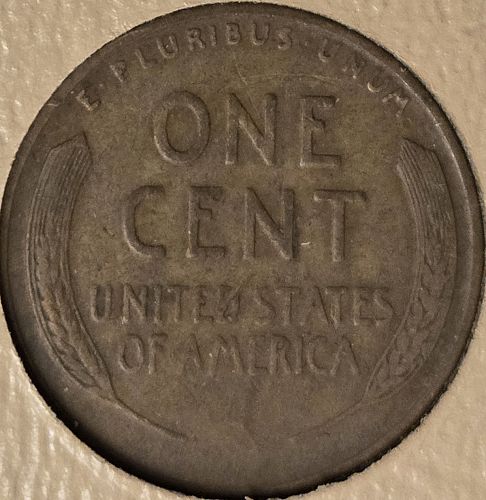 E·PLURIBUS·UNUM
ONE
CENT
UNITED STATES
OF AMERICA